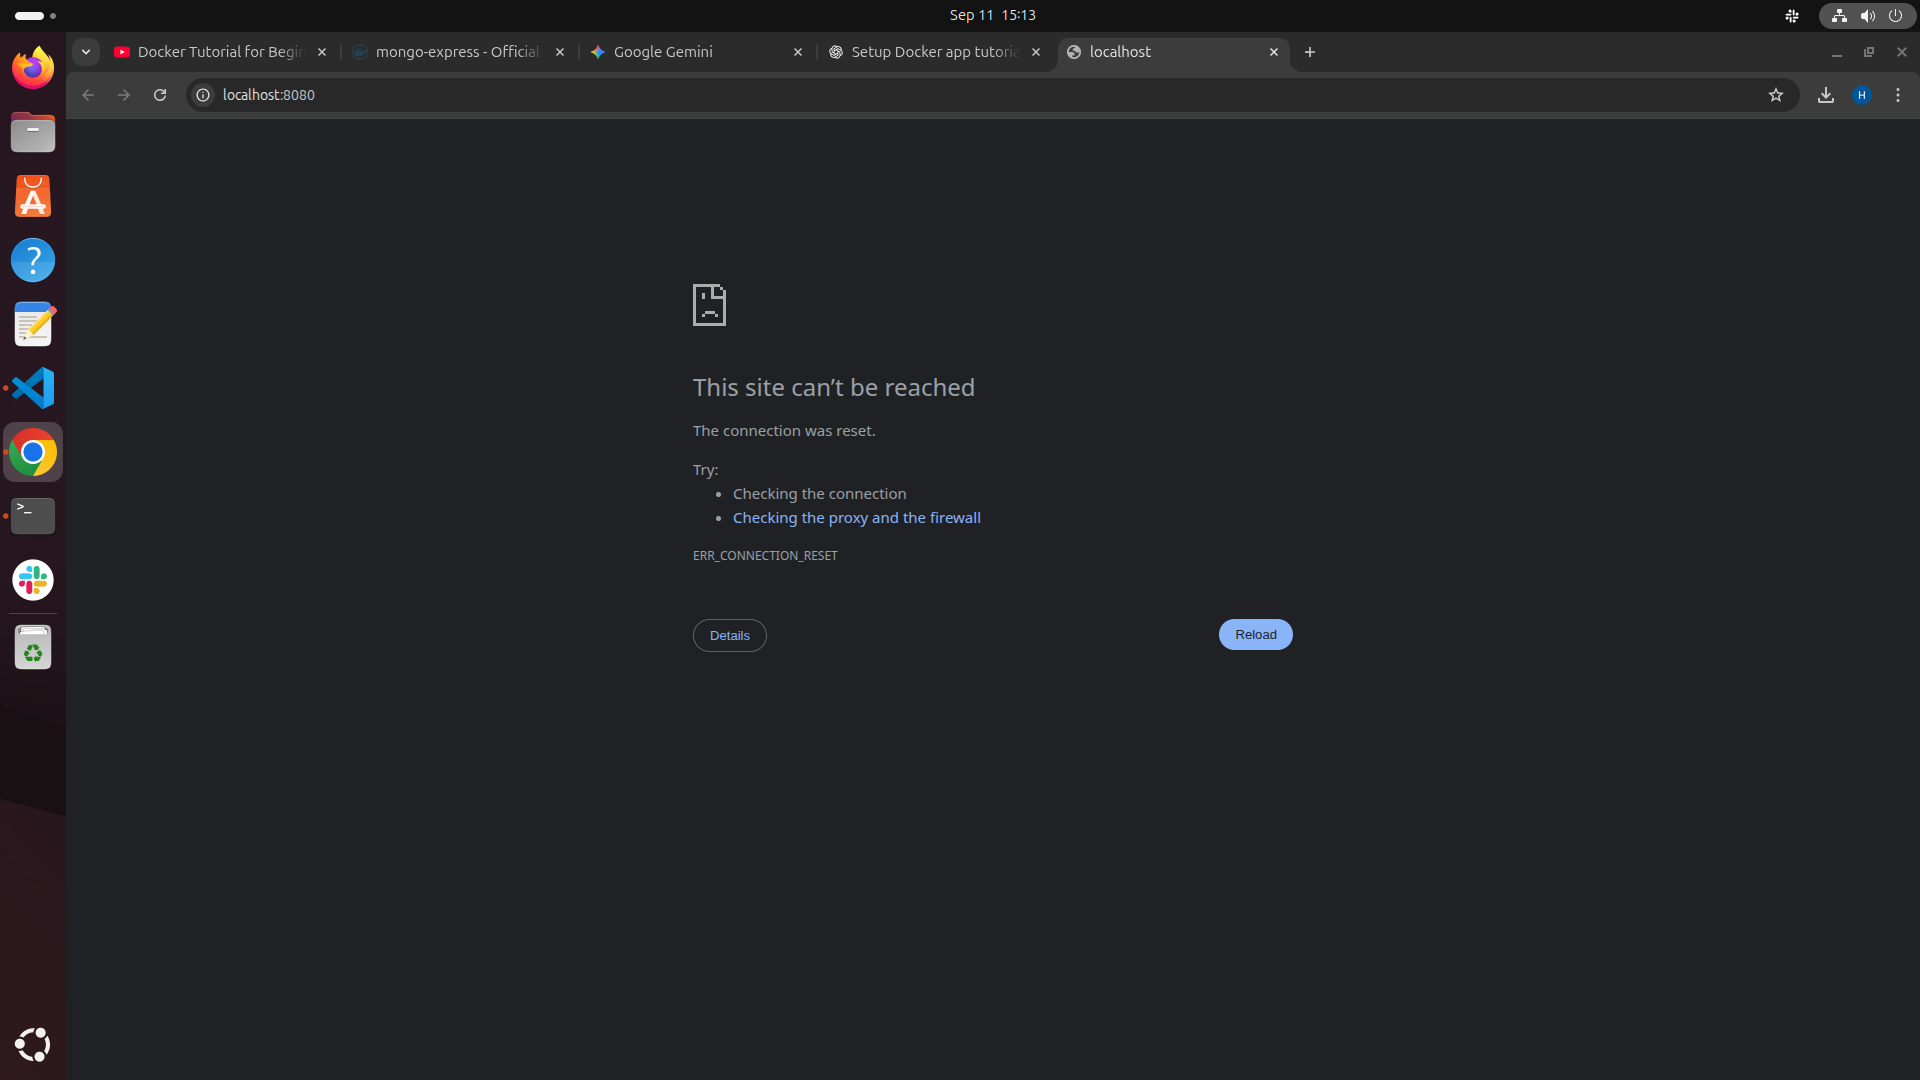 Sep 11 15:13
Docker Tutorial for Begin
mongo-express - Official
Google Gemini
Setup Docker app tutoria
localhost
localhost:8080
H
This site can’t be reached
The connection was reset.
Try:
• Checking the connection
• Checking the proxy and the firewall
ERR_CONNECTION_RESET
Details
Reload